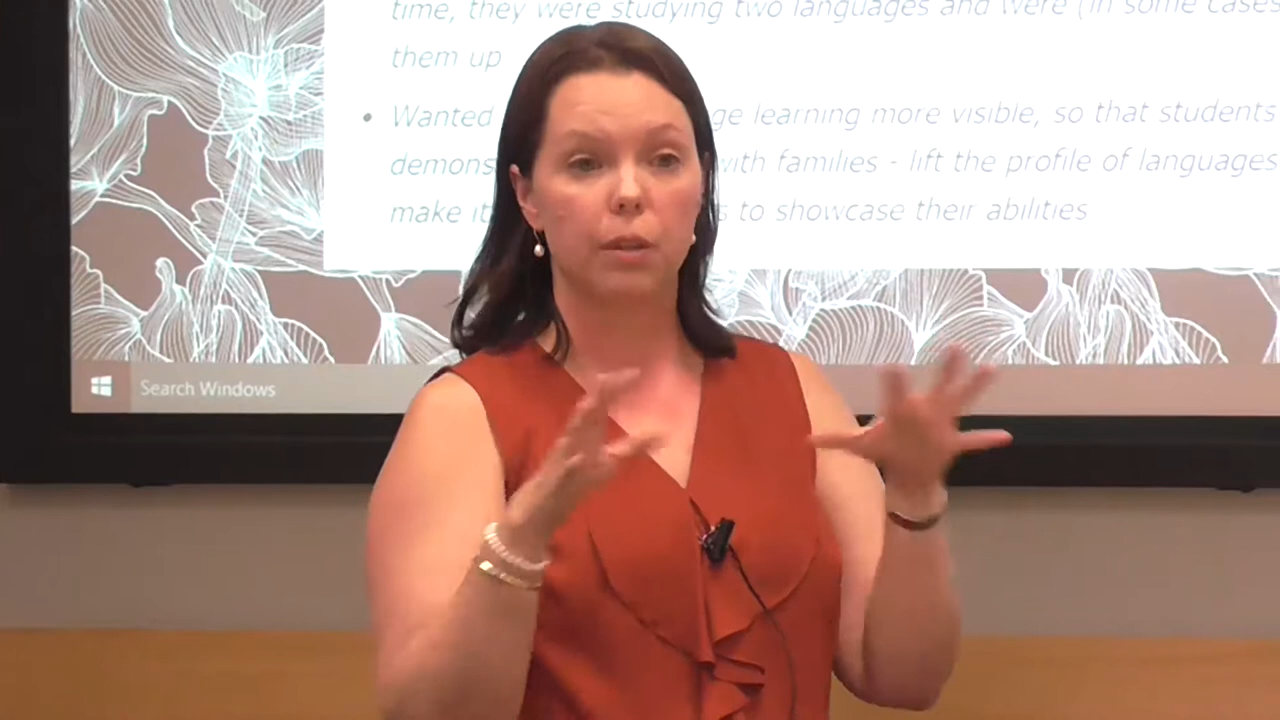 time, they were studying two languages and were (in some cases
them up
• Wanted ge learning more visible, so that students
demons with families - lift the profile of languages
make it s to showcase their abilities
Search Windows